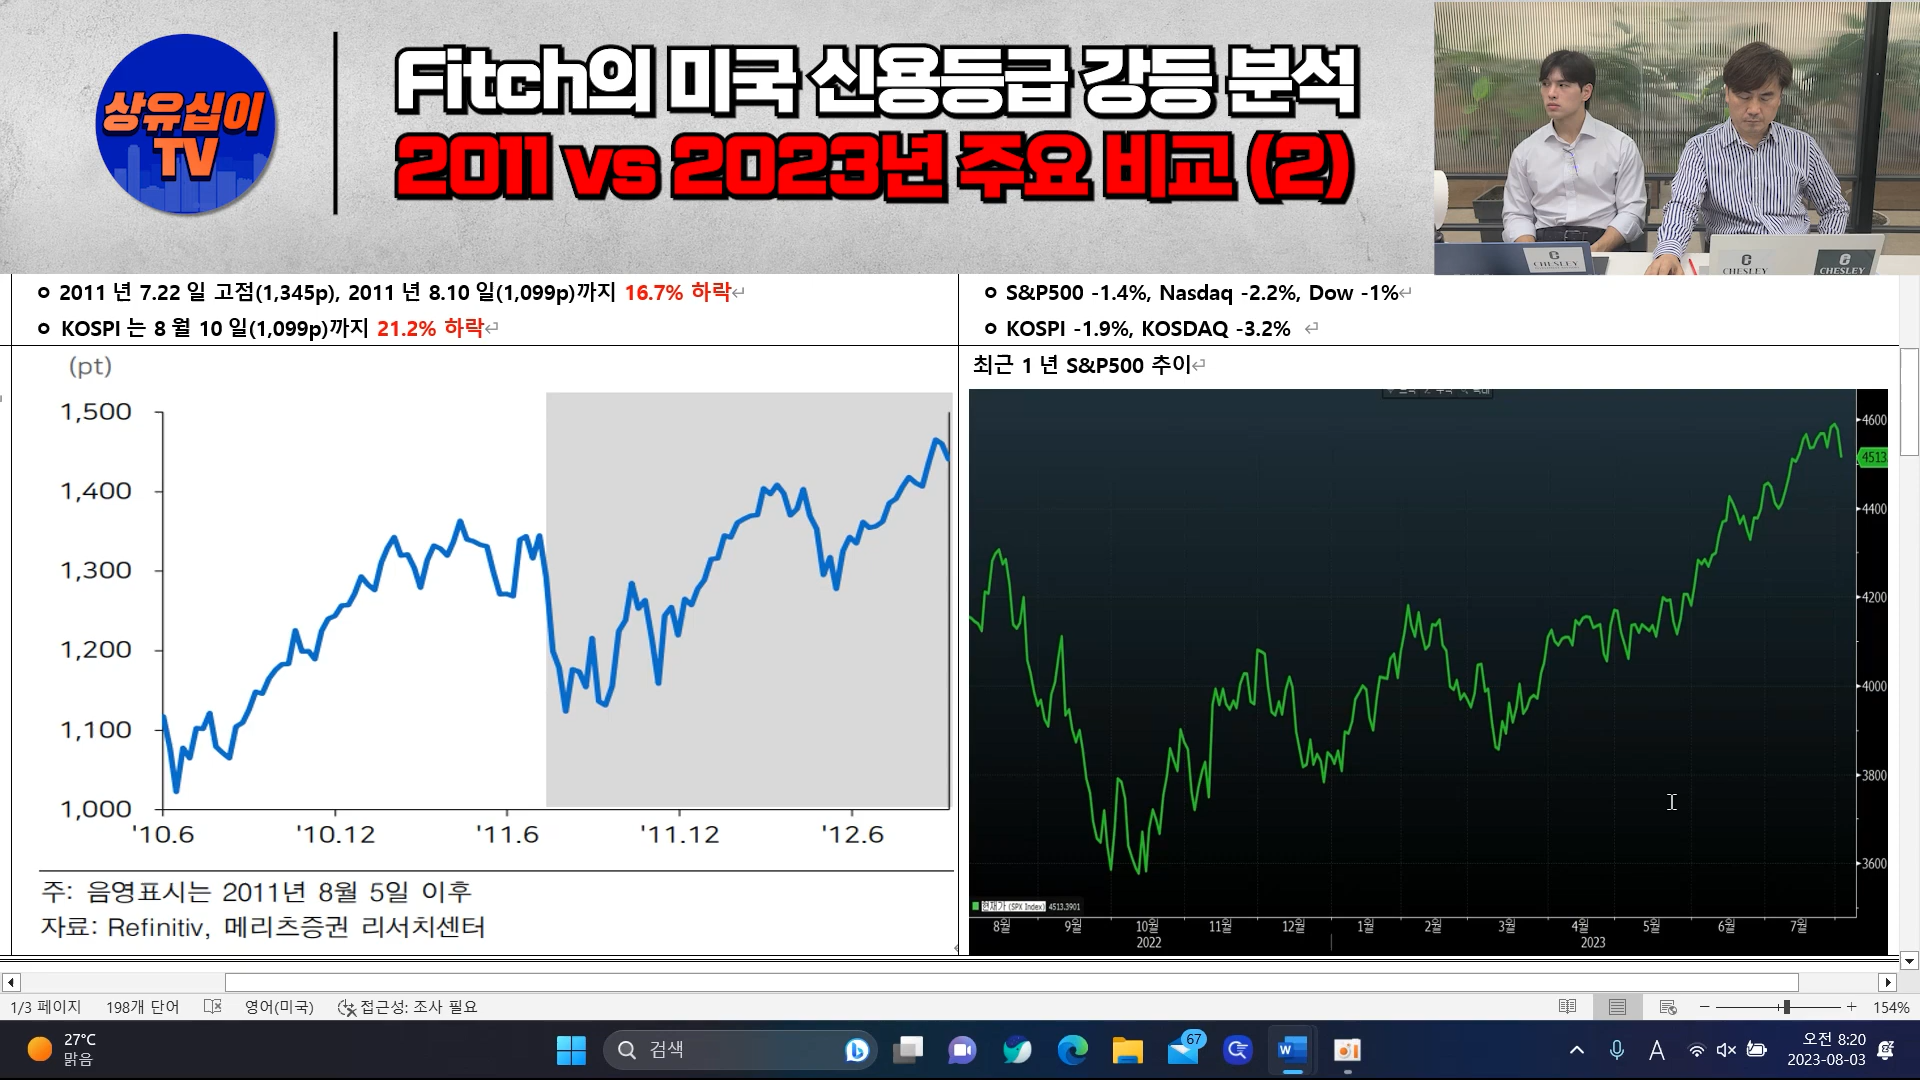 상유십이
TV
Fitch의 미국 신용등급 강등 분석
2011 vs 2023년 주요 비교 (2)
CHESLEY
CHESLEY
CHESLEY
2011 년 7.22 일 고점(1,345p), 2011 년 8.10 일(1,099p)까지 16.7% 하락
KOSPI 는 8 월 10 일(1,099p)까지 21.2% 하락
S&P500 -1.4%, Nasdaq -2.2%, Dow -1%
KOSPI -1.9%, KOSDAQ -3.2%
(pt)
1,500
1,400
1,300
1,200
1,100
1,000
'10.6 '10.12 '11.6 '11.12 '12.6
주: 음영표시는 2011년 8월 5일 이후
자료: Refinitiv, 메리츠증권 리서치센터
최근 1 년 S&P500 추이
4600
4513
4400
4200
4000
3800
3600
현재가 (SPX Index) 4513.3901
8월 9월 10월 11월 12월 1월 2월 3월 4월 5월 6월 7월
2022 2023
1/3 페이지 198개 단어 영어(미국) 접근성: 조사 필요
154%
27°C
맑음
검색
67
A
오전 8:20
2023-08-03